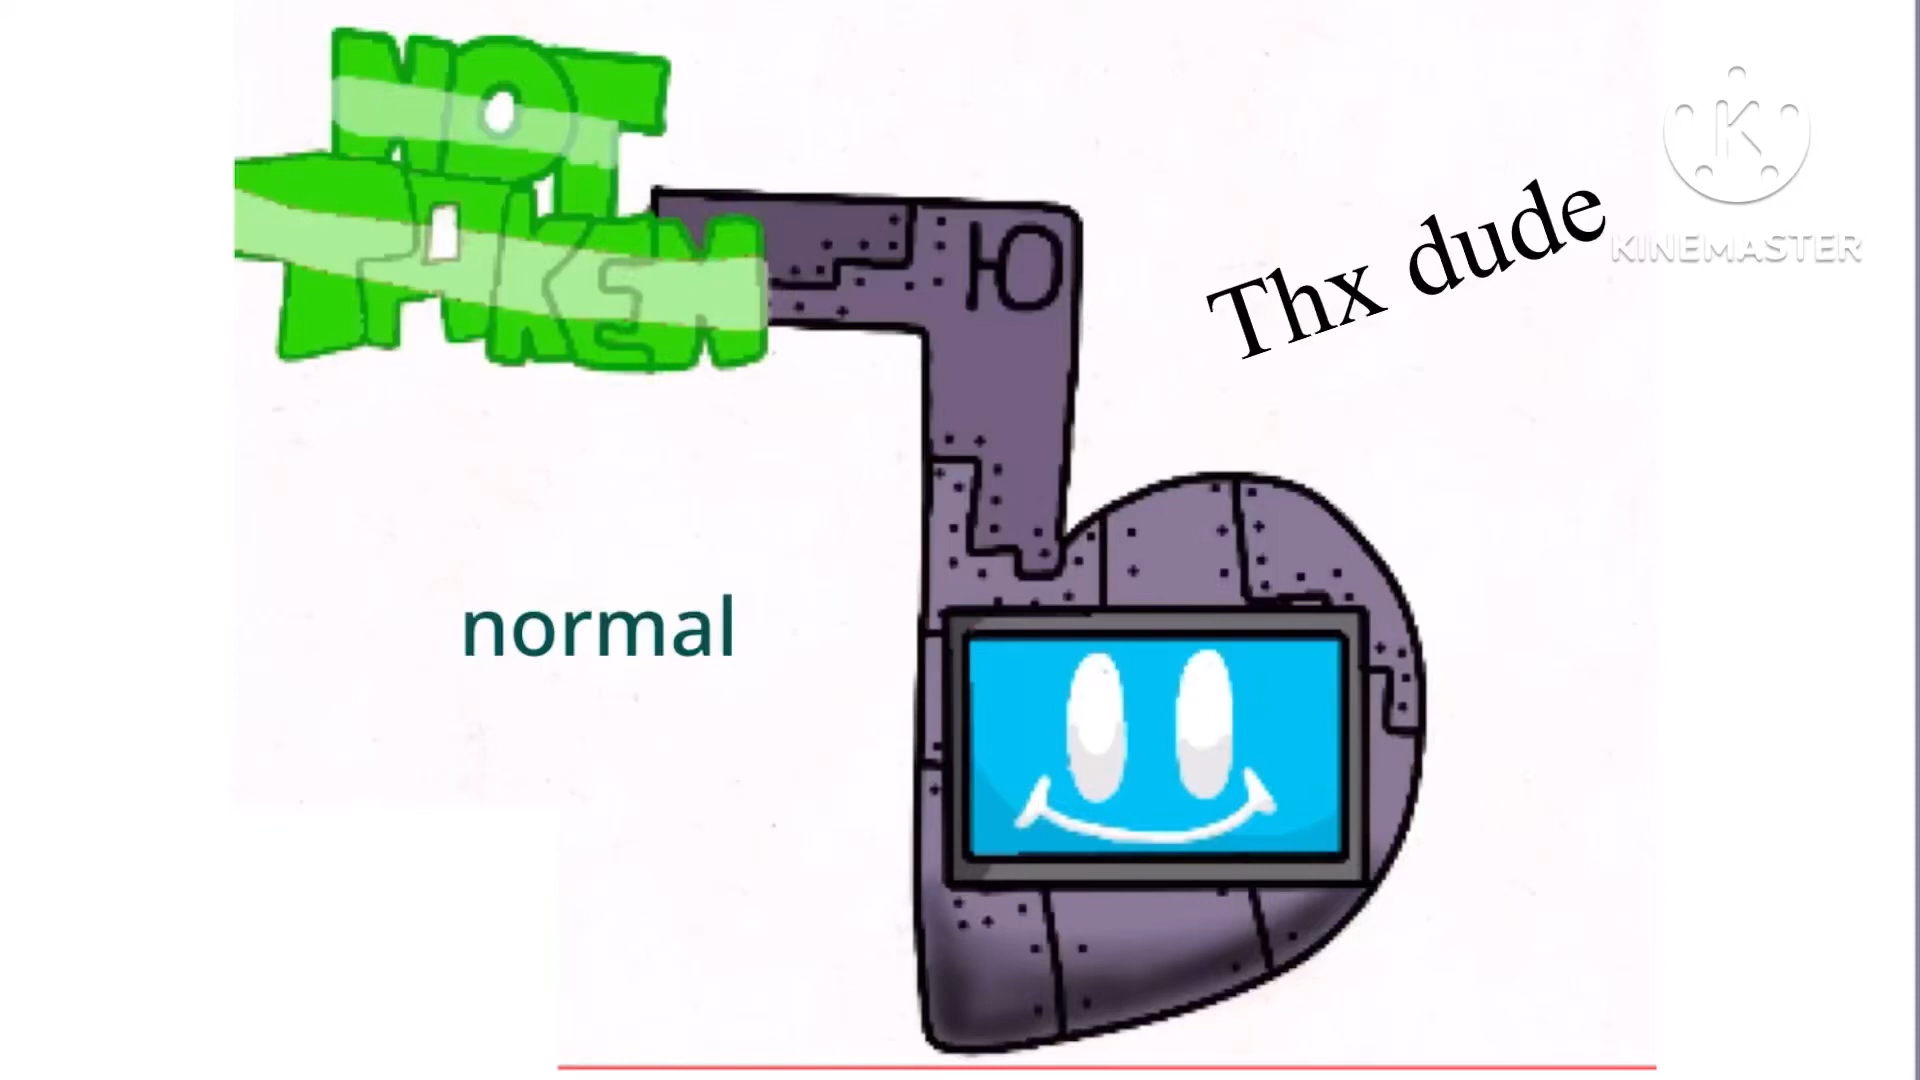 NOT
TAKEN
Ю
Thx dude
K
KINEMASTER
normal